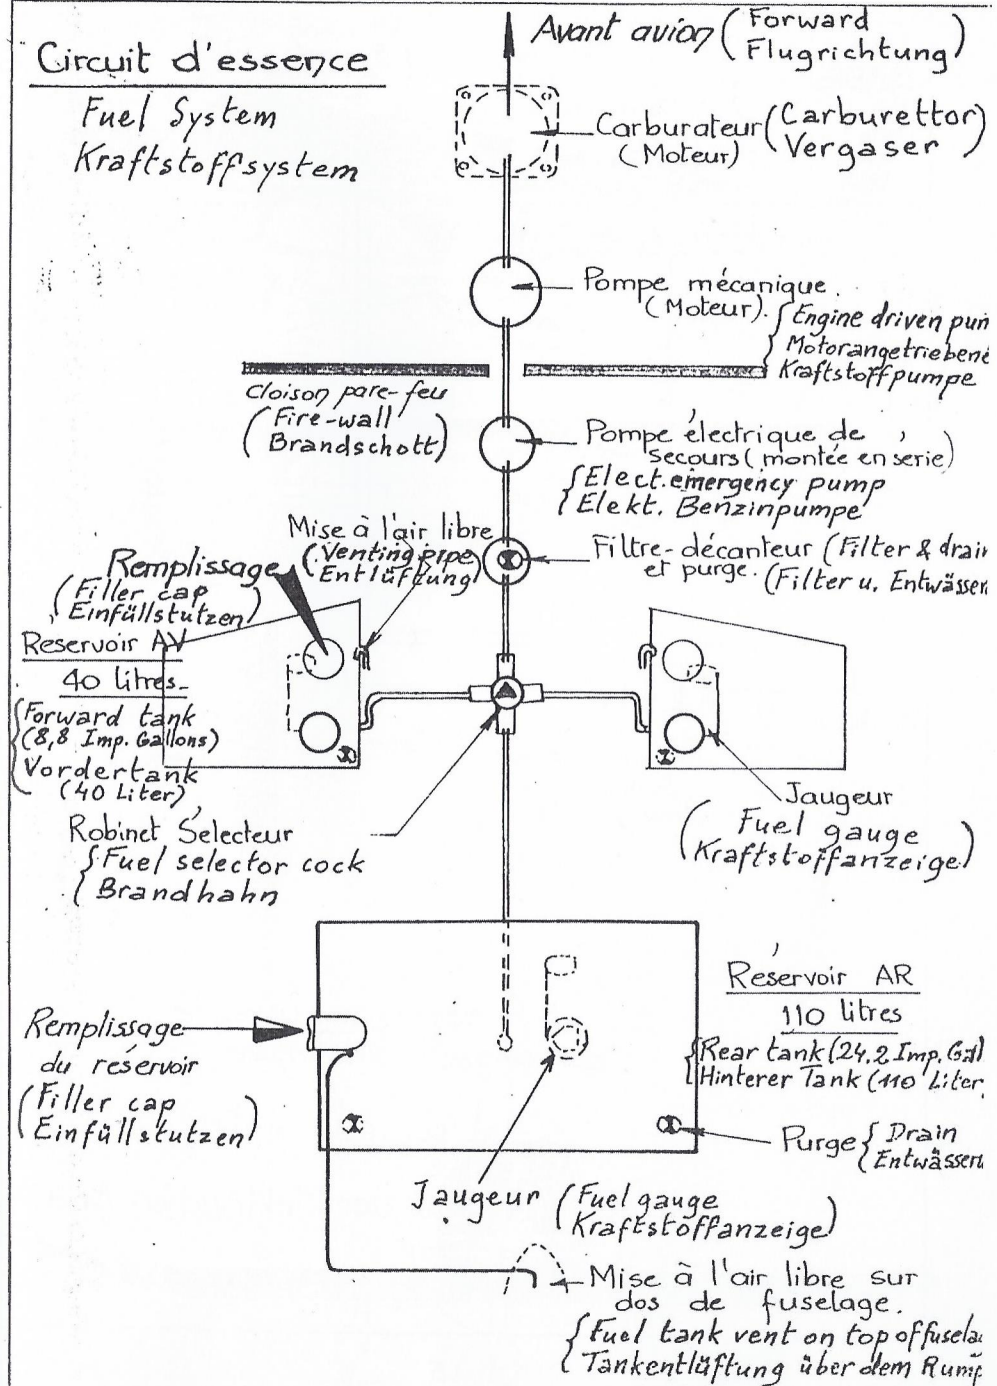 Circuit d'essence
Fuel System
Kraftstoffsystem
Avant avion (Forward
Flugrichtung)
Carburateur (Carburettor)
(Moteur) Vergaser
Pompe mécanique.
(Moteur). {Engine driven pum
Motorangetriebene
Kraftstoffpumpe
Cloison pare-feu
(Fire-wall
Brandschott)
Pompe électrique de
secours (montée en serie)
{Elect. emergency pump
Elekt. Benzinpumpe
Mise à l'air libre
(Venting pipe
Entlüftung)
Filtre-décanteur (Filter & drain
et purge. (Filter u. Entwässer
Remplissage
(Filler cap
Einfüllstutzen)
Reservoir AV
40 litres-
{Forward tank
(8,8 Imp. Gallons)
Vordertank
(40 Liter)
Jaugeur
(Fuel gauge
Kraftstoffanzeige)
Robinet Sélecteur
{Fuel selector cock
Brandhahn
Réservoir AR
110 litres
{Rear tank (24.2 Imp. Gal)
Hinterer Tank (110 Liter.
Remplissage
du réservoir
(Filler cap
Einfüllstutzen)
Purge {Drain
Entwässeru
Jaugeur (Fuel gauge
Kraftstoffanzeige)
Mise à l'air libre sur
dos de fuselage.
{Fuel tank vent on top of fusela
Tankentlüftung über dem Rumpf